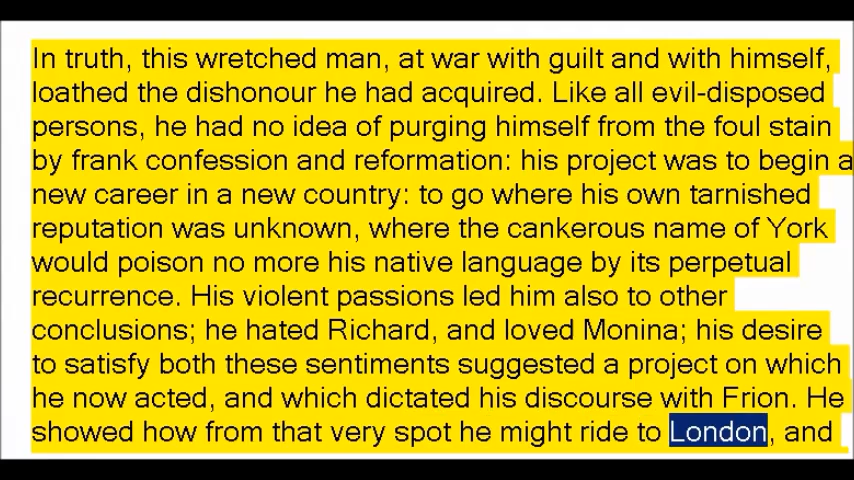 In truth, this wretched man, at war with guilt and with himself,
loathed the dishonour he had acquired. Like all evil-disposed
persons, he had no idea of purging himself from the foul stain
by frank confession and reformation: his project was to begin a
new career in a new country: to go where his own tarnished
reputation was unknown, where the cankerous name of York
would poison no more his native language by its perpetual
recurrence. His violent passions led him also to other
conclusions; he hated Richard, and loved Monina; his desire
to satisfy both these sentiments suggested a project on which
he now acted, and which dictated his discourse with Frion. He
showed how from that very spot he might ride to London, and